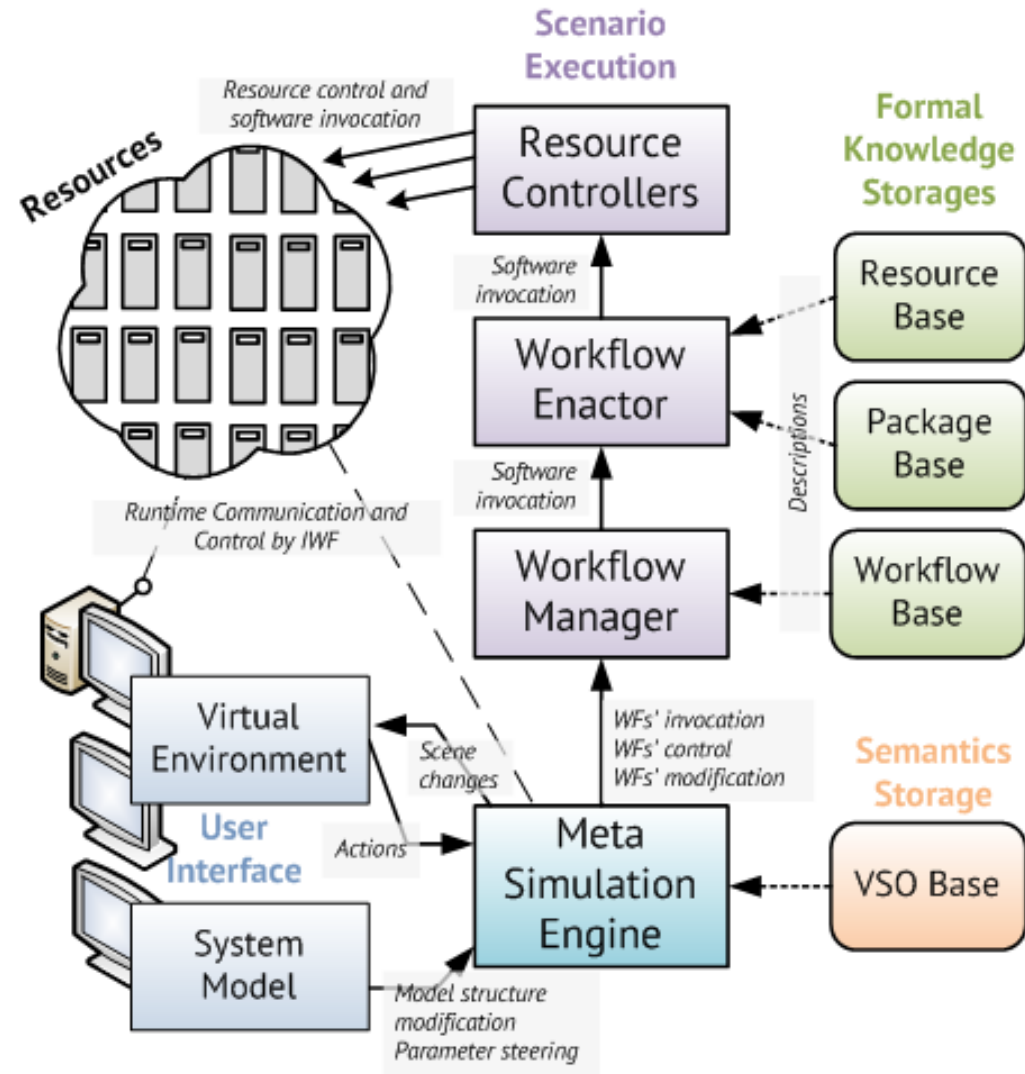 Scenario
Execution
Resource control and
software invocation
Resources
Resource
Controllers
Formal
Knowledge
Storages
Software
invocation
Resource
Base
Workflow
Enactor
Descriptions
Package
Base
Software
invocation
Runtime Communication and
Control by IWF
Workflow
Manager
Workflow
Base
Virtual
Environment
Scene
changes
WFs' invocation
WFs' control
WFs' modification
Semantics
Storage
User
Interface
Actions
Meta
Simulation
Engine
VSO Base
System
Model
Model structure
modification
Parameter steering